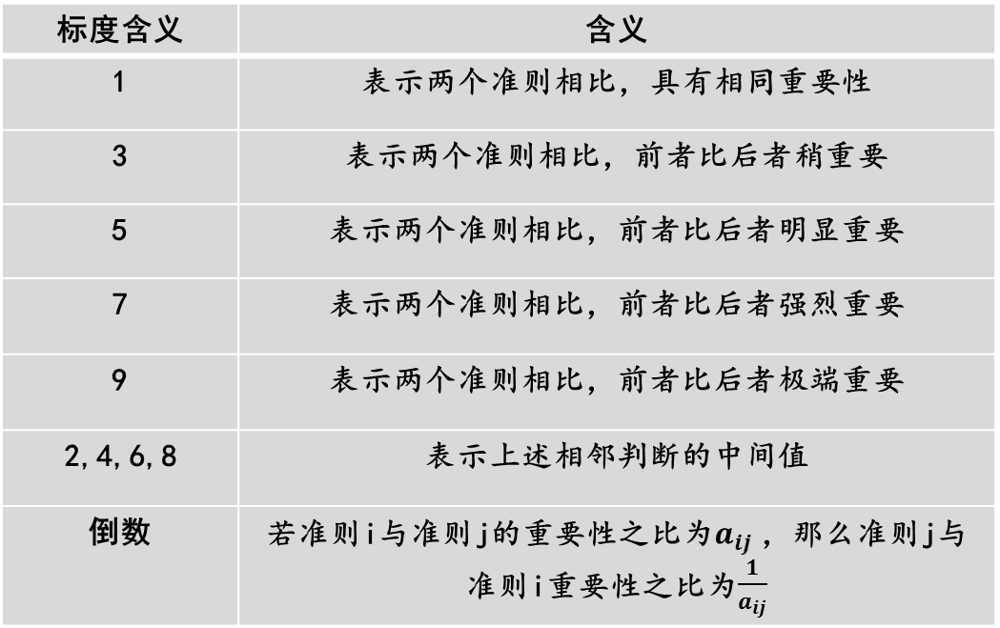 标度含义 含义
1 表示两个准则相比，具有相同重要性
3 表示两个准则相比，前者比后者稍重要
5 表示两个准则相比，前者比后者明显重要
7 表示两个准则相比，前者比后者强烈重要
9 表示两个准则相比，前者比后者极端重要
2,4,6,8 表示上述相邻判断的中间值
倒数 若准则i与准则j的重要性之比为a_{ij}，那么准则j与
准则i重要性之比为\frac{1}{a_{ij}}